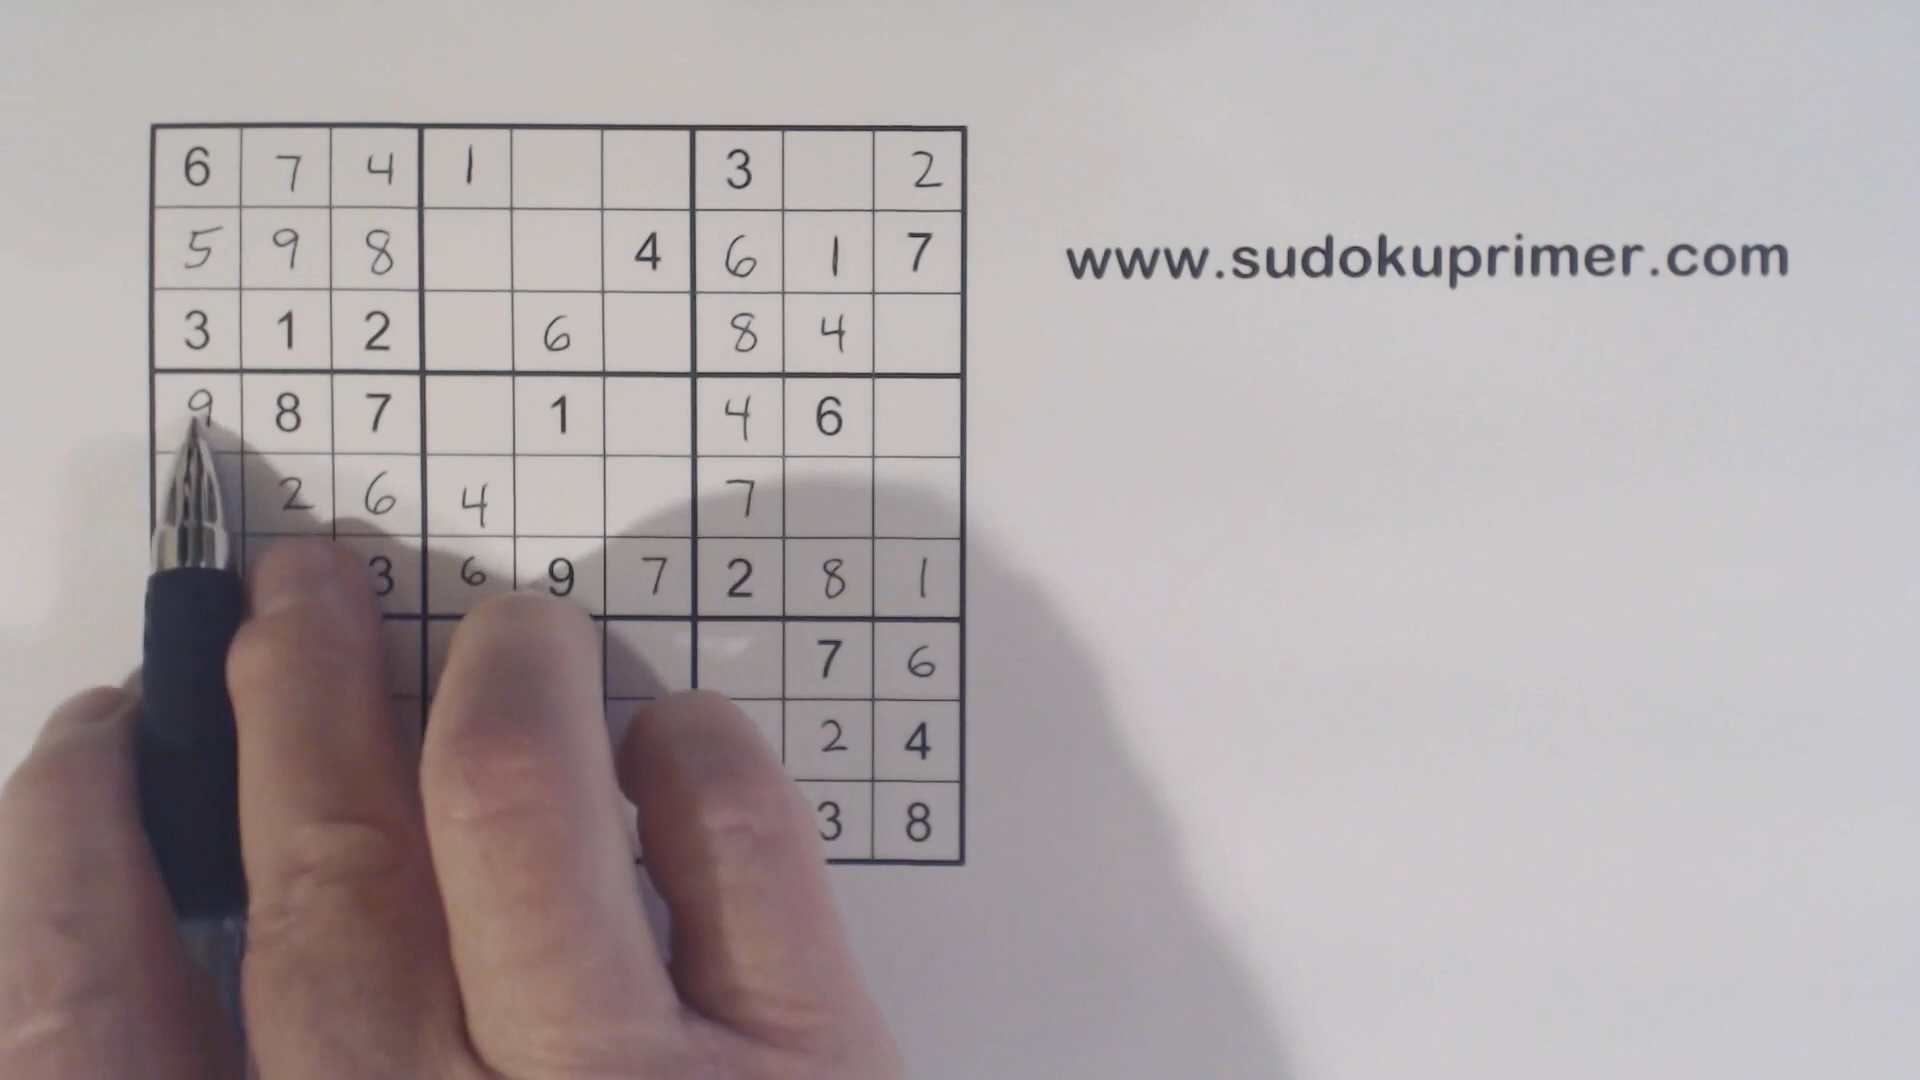 6 7 4 1 3 2
5 9 8 4 6 1 7
www.sudokuprimer.com
3 1 2 6 8 4
9 8 7 1 4 6
2 6 4 7
3 6 9 7 2 8 1
7 6
2 4
3 8